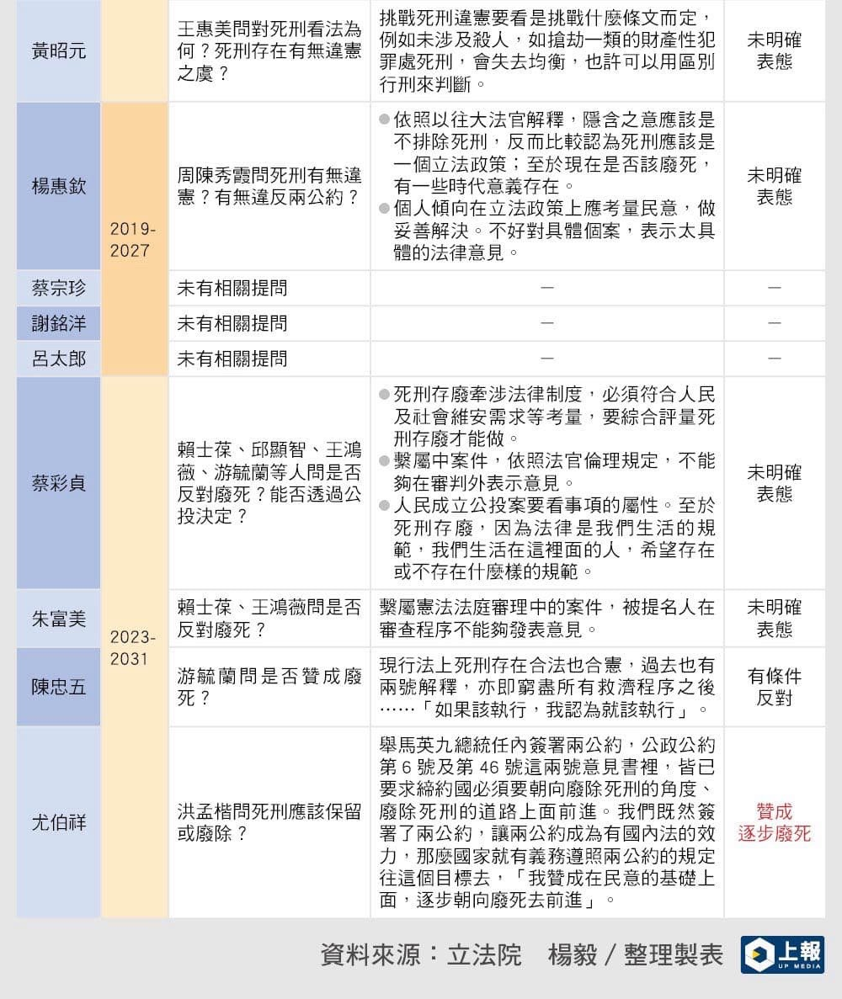 黃昭元
王惠美問對死刑看法為
何？死刑存在有無違憲
之虞？
挑戰死刑違憲要看是挑戰什麼條文而定，
例如未涉及殺人，如搶劫一類的財產性犯
罪處死刑，會失去均衡，也許可以用區別
行刑來判斷。
未明確
表態
楊惠欽
2019-
2027
周陳秀霞問死刑有無違
憲？有無違反兩公約？
●依照以往大法官解釋，隱含之意應該是
不排除死刑，反而比較認為死刑應該是
一個立法政策；至於現在是否該廢死，
有一些時代意義存在。
●個人傾向在立法政策上應考量民意，做
妥善解決。不好對具體個案，表示太具
體的法律意見。
未明確
表態
蔡宗珍
未有相關提問
—
—
謝銘洋
未有相關提問
—
—
呂太郎
未有相關提問
—
—
蔡彩貞
賴士葆、邱顯智、王鴻
薇、游毓蘭等人問是否
反對廢死？能否透過公
投決定？
●死刑存廢牽涉法律制度，必須符合人民
及社會維安需求等考量，要綜合評量死
刑存廢才能做。
●繫屬中案件，依照法官倫理規定，不能
夠在審判外表示意見。
●人民成立公投案要看事項的屬性。至於
死刑存廢，因為法律是我們生活的規
範，我們生活在這裡面的人，希望存在
或不存在什麼樣的規範。
未明確
表態
朱富美
2023-
2031
賴士葆、王鴻薇問是否
反對廢死？
繫屬憲法法庭審理中的案件，被提名人在
審查程序不能夠發表意見。
未明確
表態
陳忠五
游毓蘭問是否贊成廢
死？
現行法上死刑存在合法也合憲，過去也有
兩號解釋，亦即窮盡所有救濟程序之後
……「如果該執行，我認為就該執行」。
有條件
反對
尤伯祥
洪孟楷問死刑應該保留
或廢除？
舉馬英九總統任內簽署兩公約，公政公約
第 6 號及第 46 號這兩號意見書裡，皆已
要求締約國必須要朝向廢除死刑的角度、
廢除死刑的道路上面前進。我們既然簽
署了兩公約，讓兩公約成為有國內法的效
力，那麼國家就有義務遵照兩公約的規定
往這個目標去，「我贊成在民意的基礎上
面，逐步朝向廢死去前進」。
贊成
逐步廢死
資料來源：立法院　楊毅 / 整理製表
上報
UP MEDIA